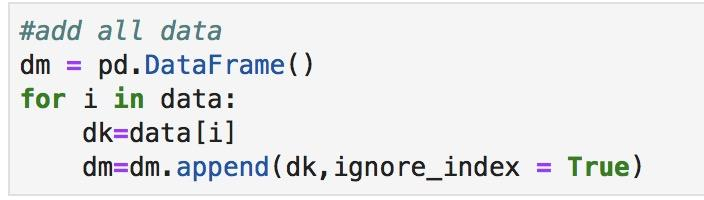 #add all data
dm = pd.DataFrame()
for i in data:
    dk=data[i]
    dm=dm.append(dk,ignore_index = True)